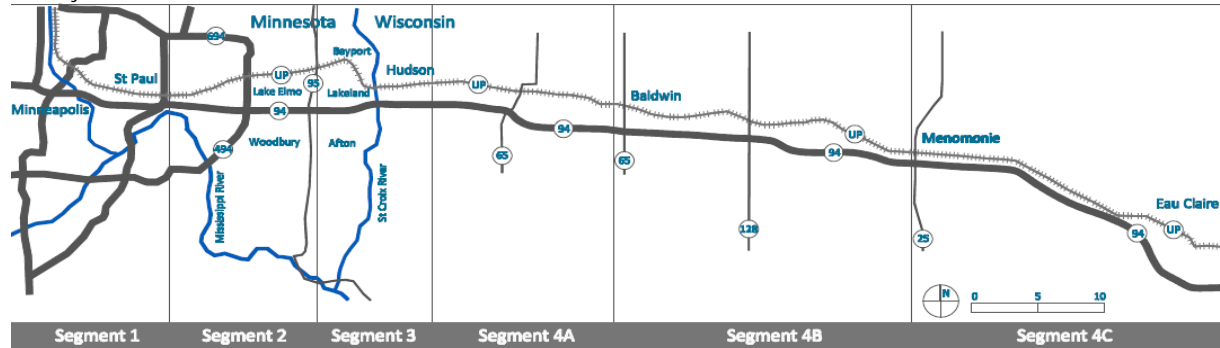 Minnesota Wisconsin
694
Bayport
St Paul
UP
95
Hudson
UP
Lake Elmo
Lakeland
Baldwin
Minneapolis
94
94
UP
Woodbury
Afton
494
65
65
94
Menomonie
Mississippi River
St Croix River
Eau Claire
128
25
94
UP
N
0 5 10
Segment 1 Segment 2 Segment 3 Segment 4A Segment 4B Segment 4C